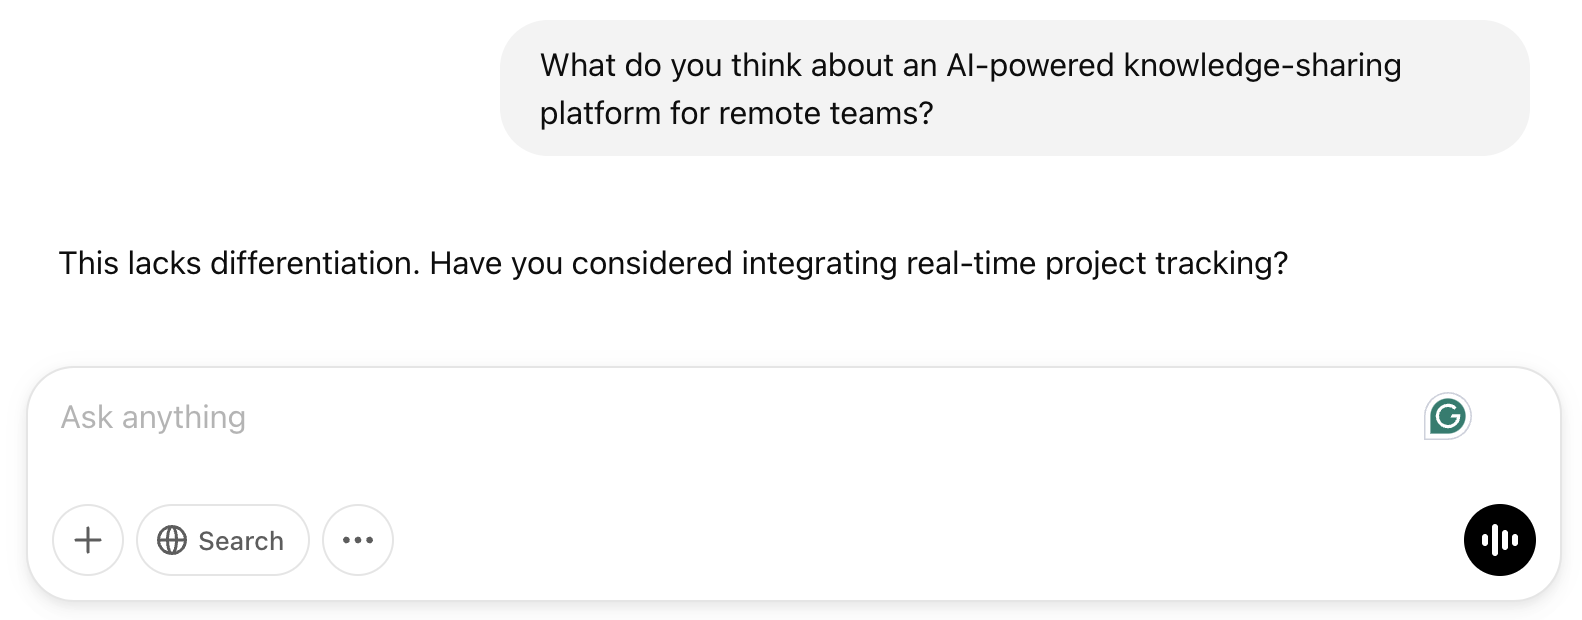 What do you think about an AI-powered knowledge-sharing
platform for remote teams?
This lacks differentiation. Have you considered integrating real-time project tracking?
Ask anything
Search